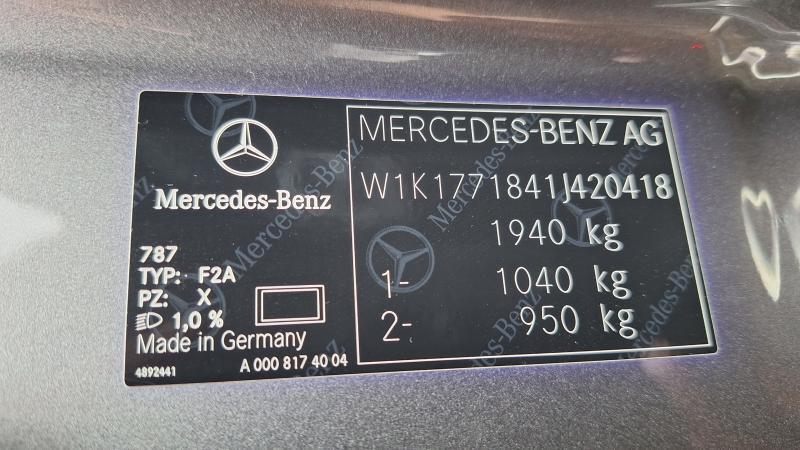 Mercedes-Benz
787
TYP: F2A
PZ: X
1,0 %
Made in Germany
4892441 A 000 817 40 04
MERCEDES-BENZ AG
W1K1771841J420418
1940 kg
1- 1040 kg
2- 950 kg